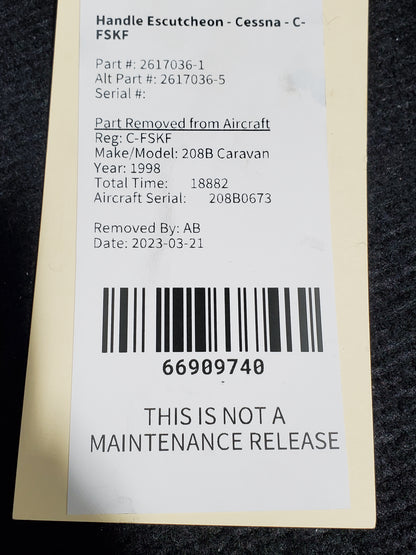 Handle Escutcheon - Cessna - C-
FSKF
Part #: 2617036-1
Alt Part #: 2617036-5
Serial #:
Part Removed from Aircraft
Reg: C-FSKF
Make/Model: 208B Caravan
Year: 1998
Total Time: 18882
Aircraft Serial: 208B0673
Removed By: AB
Date: 2023-03-21
66909740
THIS IS NOT A
MAINTENANCE RELEASE